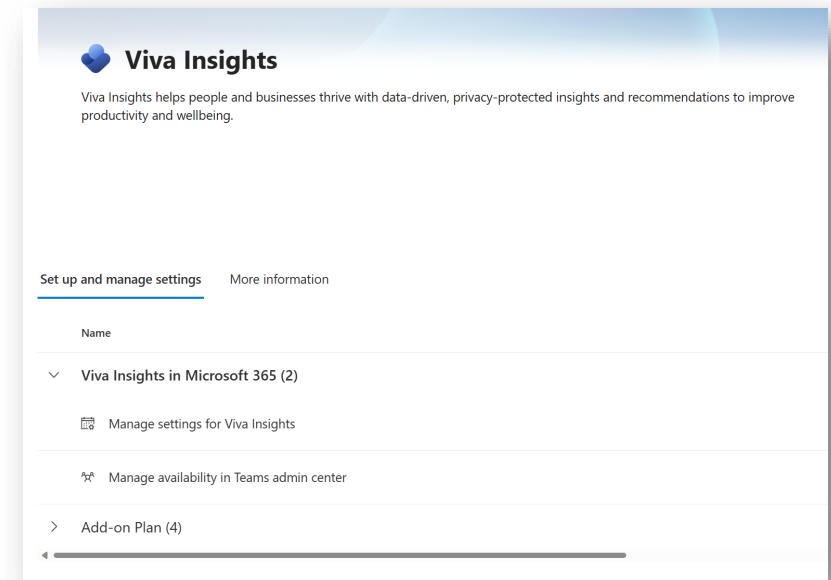 Viva Insights
Viva Insights helps people and businesses thrive with data-driven, privacy-protected insights and recommendations to improve
productivity and wellbeing.
Set up and manage settings
More information
Name
Viva Insights in Microsoft 365 (2)
Manage settings for Viva Insights
Manage availability in Teams admin center
Add-on Plan (4)